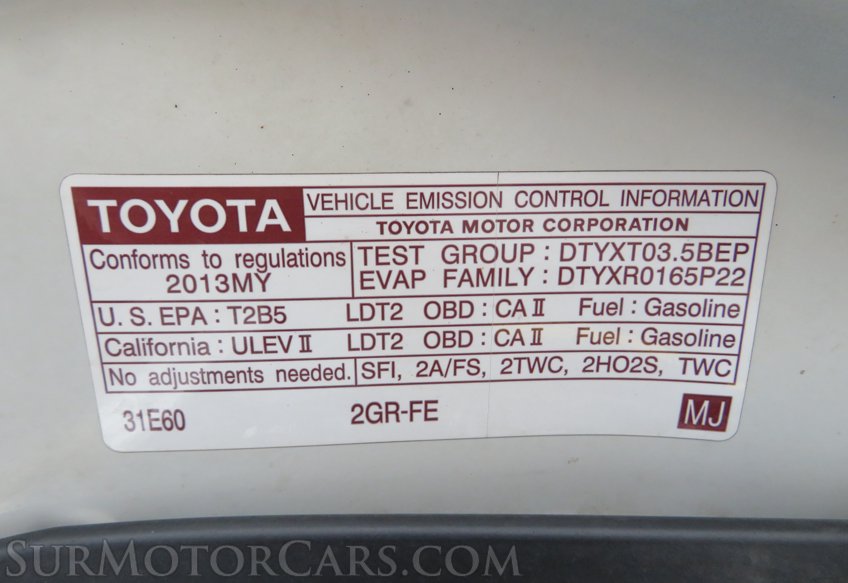 TOYOTA VEHICLE EMISSION CONTROL INFORMATION
TOYOTA MOTOR CORPORATION
Conforms to regulations
2013MY
TEST GROUP : DTYXT03.5BEP
EVAP FAMILY : DTYXR0165P22
U. S. EPA : T2B5 LDT2 OBD : CA II Fuel : Gasoline
California : ULEV II LDT2 OBD : CA II Fuel : Gasoline
No adjustments needed. SFI, 2A/FS, 2TWC, 2HO2S, TWC
31E60 2GR-FE MJ
SurMotorCars.com